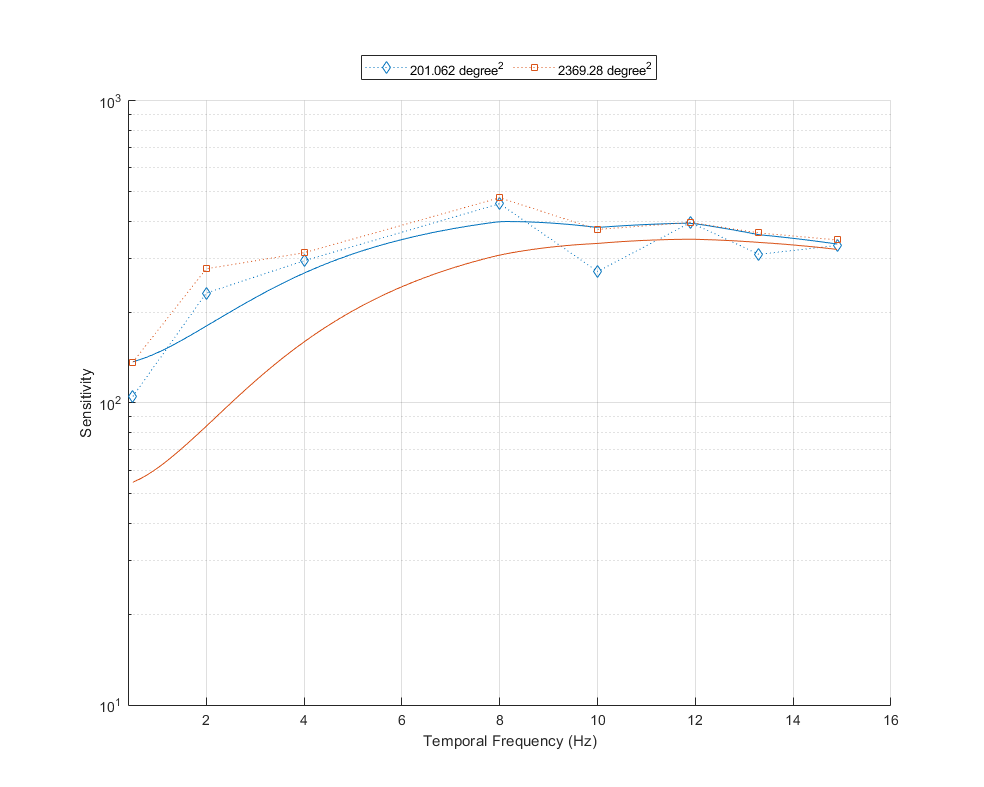 201.062 degree² 2369.28 degree²
10³
10²
10¹
Sensitivity
2 4 6 8 10 12 14 16
Temporal Frequency (Hz)